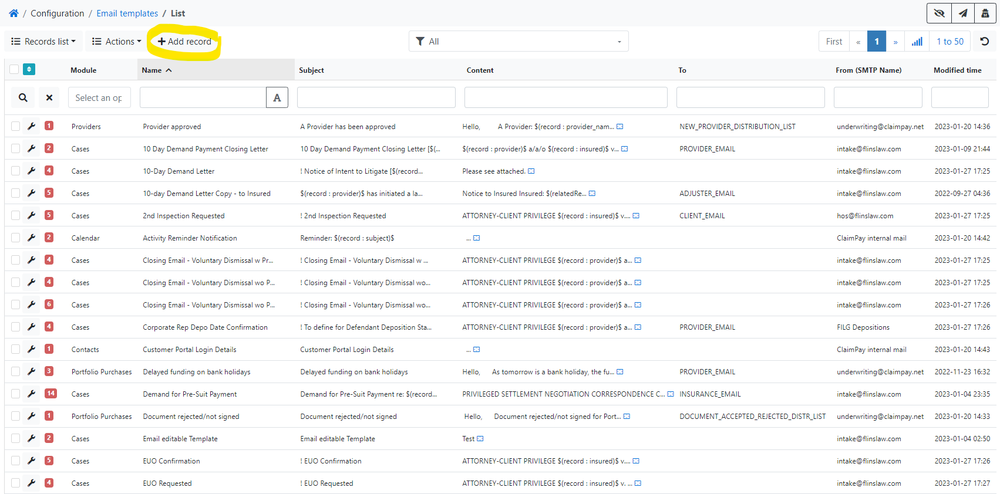 / Configuration / Email templates / List
Records list Actions + Add record All First « 1 » 1 to 50
Module Name Subject Content To From (SMTP Name) Modified time
Select an op A
1 Providers Provider approved A Provider has been approved Hello, A Provider: $(record : provider_nam... NEW_PROVIDER_DISTRIBUTION_LIST underwriting@claimpay.net 2023-01-20 14:36
2 Cases 10 Day Demand Payment Closing Letter 10 Day Demand Payment Closing Letter [$(... $(record : provider)$ a/a/o $(record : insured)$ v... PROVIDER_EMAIL intake@flinslaw.com 2023-01-09 21:44
4 Cases 10-Day Demand Letter ! Notice of Intent to Litigate [$(record... Please see attached. intake@flinslaw.com 2023-01-27 17:25
5 Cases 10-day Demand Letter Copy - to Insured $(record : provider)$ has initiated a la... Notice to Insured Insured: $(relatedRe... ADJUSTER_EMAIL intake@flinslaw.com 2022-09-27 04:36
5 Cases 2nd Inspection Requested ! 2nd Inspection Requested ATTORNEY-CLIENT PRIVILEGE $(record : insured)$ v.... CLIENT_EMAIL hos@flinslaw.com 2023-01-27 17:25
2 Calendar Activity Reminder Notification Reminder: $(record : subject)$ ... ClaimPay internal mail 2023-01-20 14:42
4 Cases Closing Email - Voluntary Dismissal w Pr... ! Closing Email - Voluntary Dismissal w ... ATTORNEY-CLIENT PRIVILEGE $(record : provider)$ a... intake@flinslaw.com 2023-01-27 17:25
4 Cases Closing Email - Voluntary Dismissal wo P... ! Closing Email - Voluntary Dismissal wo... ATTORNEY-CLIENT PRIVILEGE $(record : provider)$ a... intake@flinslaw.com 2023-01-27 17:25
6 Cases Closing Email - Voluntary Dismissal wo P... ! Closing Email - Voluntary Dismissal wo... ATTORNEY-CLIENT PRIVILEGE $(record : provider)$ a... intake@flinslaw.com 2023-01-27 17:26
4 Cases Corporate Rep Depo Date Confirmation ! To define for Defendant Deposition Sta... ATTORNEY-CLIENT PRIVILEGE $(record : provider)$ a... PROVIDER_EMAIL FILG Depositions 2023-01-27 17:26
1 Contacts Customer Portal Login Details Customer Portal Login Details ... ClaimPay internal mail 2023-01-20 14:43
3 Portfolio Purchases Delayed funding on bank holidays Delayed funding on bank holidays Hello, As tomorrow is a bank holiday, the fu... PROVIDER_EMAIL underwriting@claimpay.net 2022-11-23 16:32
14 Cases Demand for Pre-Suit Payment Demand for Pre-Suit Payment re: $(record... PRIVILEGED SETTLEMENT NEGOTIATION CORRESPONDENCE C... INSURANCE_EMAIL intake@flinslaw.com 2023-01-04 23:35
1 Portfolio Purchases Document rejected/not signed Document rejected/not signed Hello, Document rejected/not signed for Port... DOCUMENT_ACCEPTED_REJECTED_DISTR_LIST underwriting@claimpay.net 2023-01-20 14:33
2 Cases Email editable Template Email editable Template Test intake@flinslaw.com 2023-01-04 02:50
5 Cases EUO Confirmation ! EUO Confirmation ATTORNEY-CLIENT PRIVILEGE $(record : insured)$ v.... intake@flinslaw.com 2023-01-27 17:26
4 Cases EUO Requested ! EUO Requested ATTORNEY-CLIENT PRIVILEGE $(record : insured)$ v. ... intake@flinslaw.com 2023-01-27 17:27